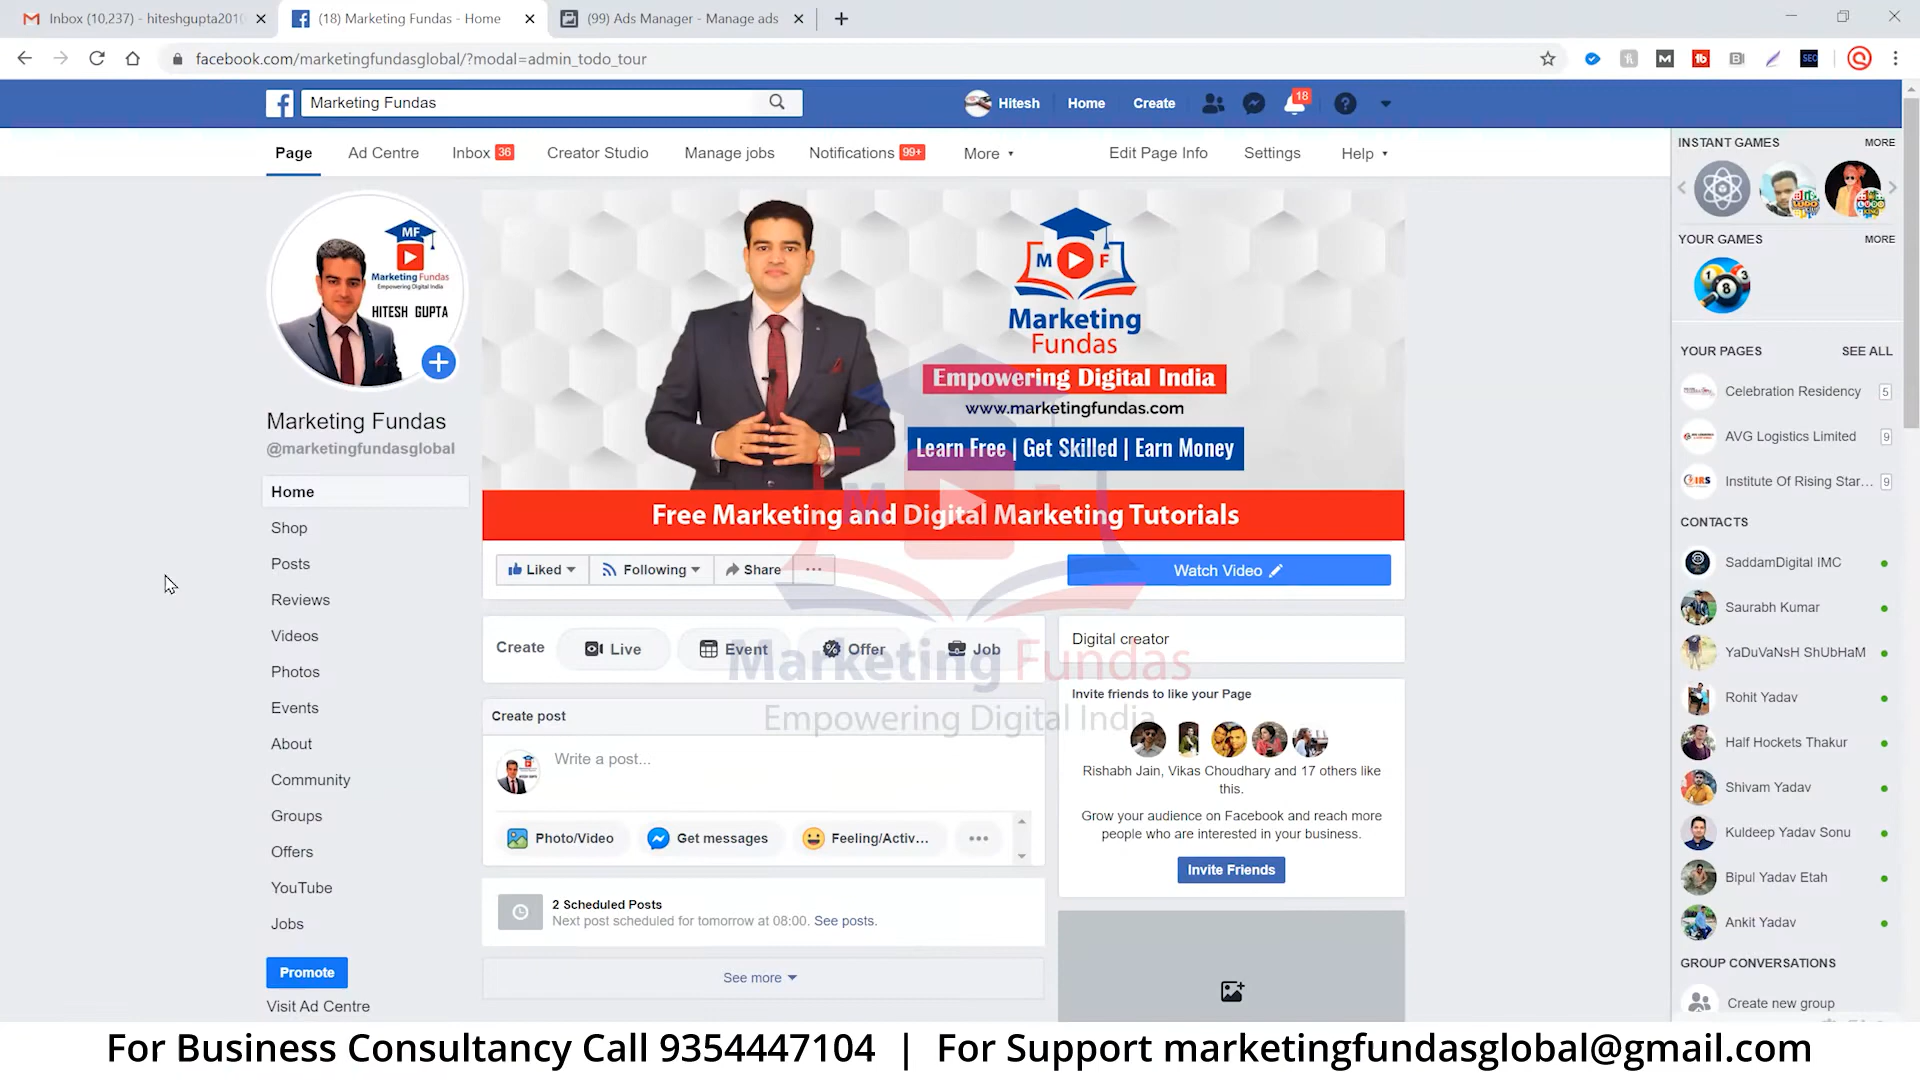 Inbox (10,237) - hiteshgupta201
(18) Marketing Fundas - Home
(99) Ads Manager - Manage ads
facebook.com/marketingfundasglobal/?modal=admin_todo_tour
Marketing Fundas
Hitesh
Home
Create
18
Page
Ad Centre
Inbox 36
Creator Studio
Manage jobs
Notifications 99+
More
Edit Page Info
Settings
Help
INSTANT GAMES
MORE
YOUR GAMES
MORE
YOUR PAGES
SEE ALL
Celebration Residency 5
AVG Logistics Limited 9
Institute Of Rising Star... 9
CONTACTS
SaddamDigital IMC
Saurabh Kumar
YaDuVaNsH ShUbHaM
Rohit Yadav
Half Hockets Thakur
Shivam Yadav
Kuldeep Yadav Sonu
Bipul Yadav Etah
Ankit Yadav
GROUP CONVERSATIONS
Create new group
MF
Marketing Fundas
Empowering Digital India
HITESH GUPTA
Marketing Fundas
@marketingfundasglobal
Home
Shop
Posts
Reviews
Videos
Photos
Events
About
Community
Groups
Offers
YouTube
Jobs
Promote
Visit Ad Centre
M F
Marketing
Fundas
Empowering Digital India
www.marketingfundas.com
Learn Free | Get Skilled | Earn Money
Free Marketing and Digital Marketing Tutorials
Liked
Following
Share
...
Watch Video
Create
Live
Event
Offer
Job
Marketing Fundas
Empowering Digital India
Create post
Write a post...
Photo/Video
Get messages
Feeling/Activ...
2 Scheduled Posts
Next post scheduled for tomorrow at 08:00. See posts.
See more
Digital creator
Invite friends to like your Page
Rishabh Jain, Vikas Choudhary and 17 others like
this.
Grow your audience on Facebook and reach more
people who are interested in your business.
Invite Friends
For Business Consultancy Call 9354447104 | For Support marketingfundasglobal@gmail.com